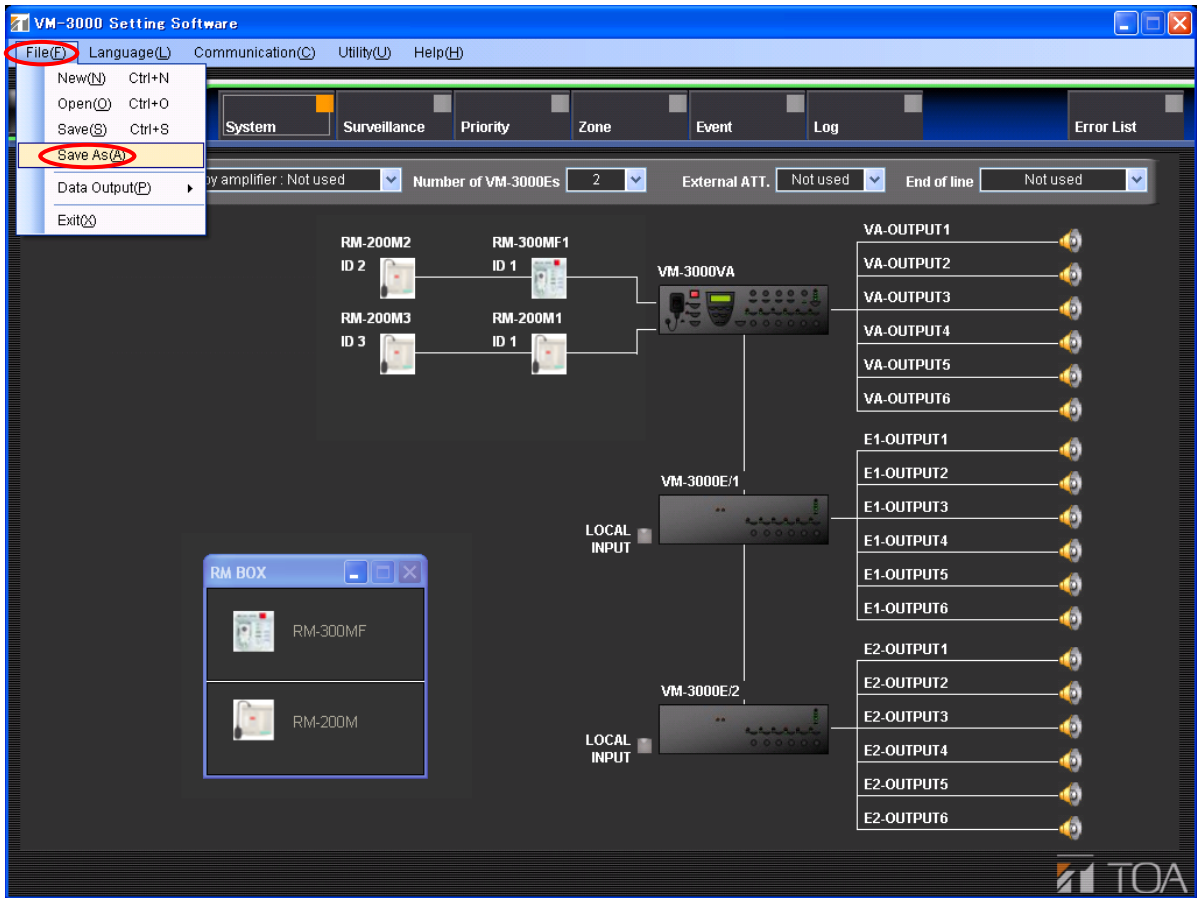 VM-3000 Setting Software
File(F) Language(L) Communication(C) Utility(U) Help(H)
New(N) Ctrl+N
Open(O) Ctrl+O
Save(S) Ctrl+S
Save As(A)
Data Output(P)
Exit(X)
System Surveillance Priority Zone Event Log Error List
by amplifier : Not used Number of VM-3000Es 2 External ATT. Not used End of line Not used
RM-200M2
ID 2
RM-300MF1
ID 1
RM-200M3
ID 3
RM-200M1
ID 1
VM-3000VA
VA-OUTPUT1
VA-OUTPUT2
VA-OUTPUT3
VA-OUTPUT4
VA-OUTPUT5
VA-OUTPUT6
VM-3000E/1
LOCAL
INPUT
E1-OUTPUT1
E1-OUTPUT2
E1-OUTPUT3
E1-OUTPUT4
E1-OUTPUT5
E1-OUTPUT6
RM BOX
RM-300MF
RM-200M
VM-3000E/2
LOCAL
INPUT
E2-OUTPUT1
E2-OUTPUT2
E2-OUTPUT3
E2-OUTPUT4
E2-OUTPUT5
E2-OUTPUT6
TOA